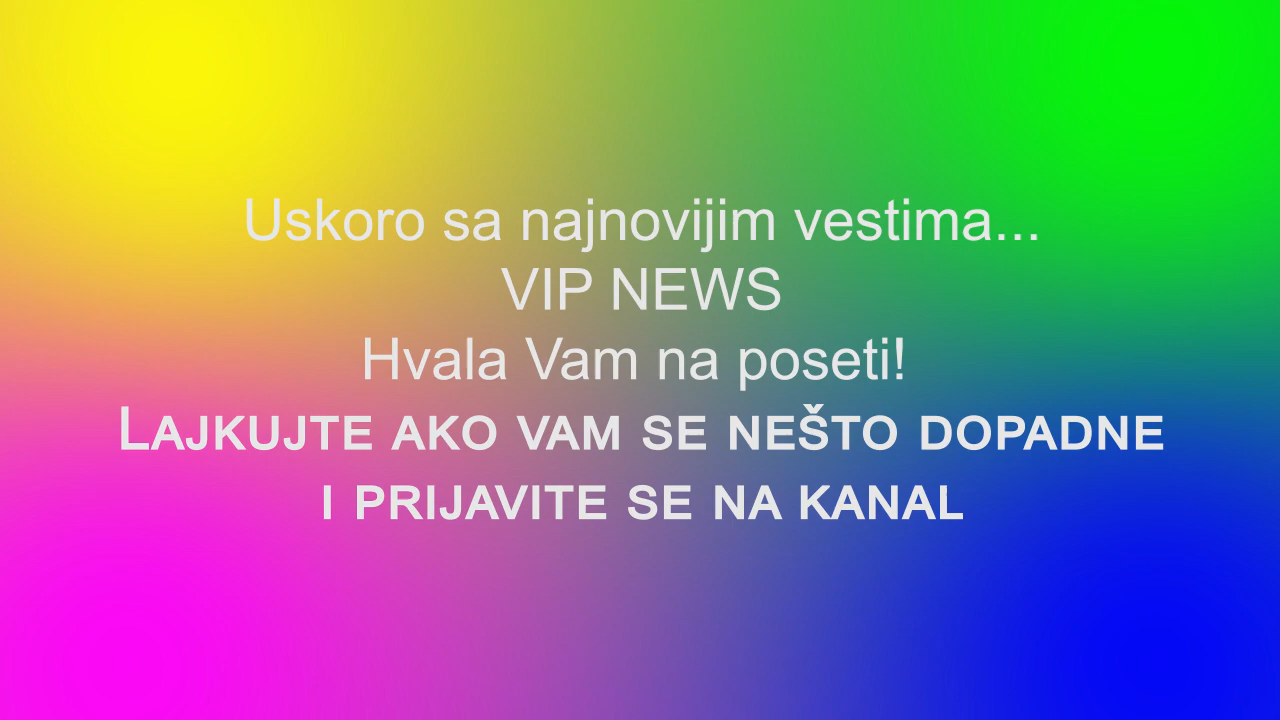 Uskoro sa najnovijim vestima...
VIP NEWS
Hvala Vam na poseti!
LAJKUJTE AKO VAM SE NEŠTO DOPADNE
I PRIJAVITE SE NA KANAL